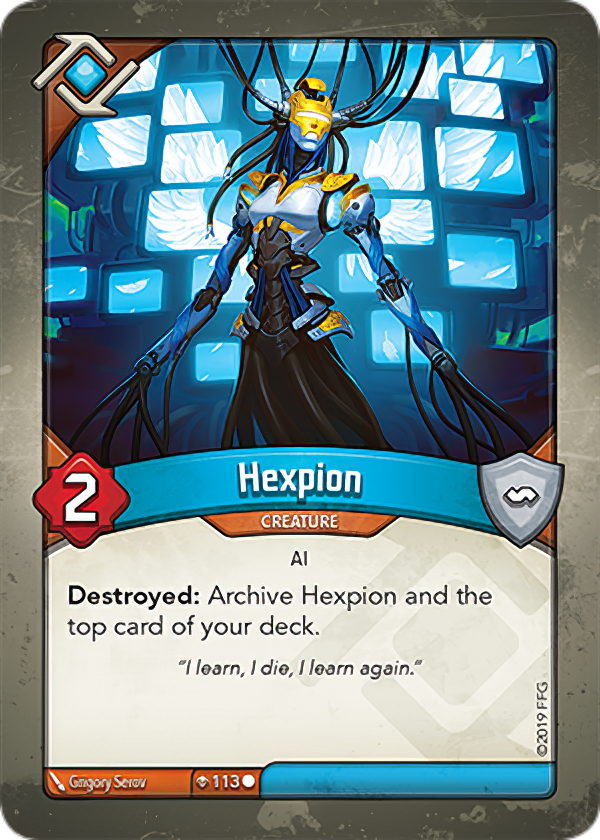 2
Hexpion
CREATURE
AI
Destroyed: Archive Hexpion and the
top card of your deck.
"I learn, I die, I learn again."
©2019 FFG
Grigory Serov
113